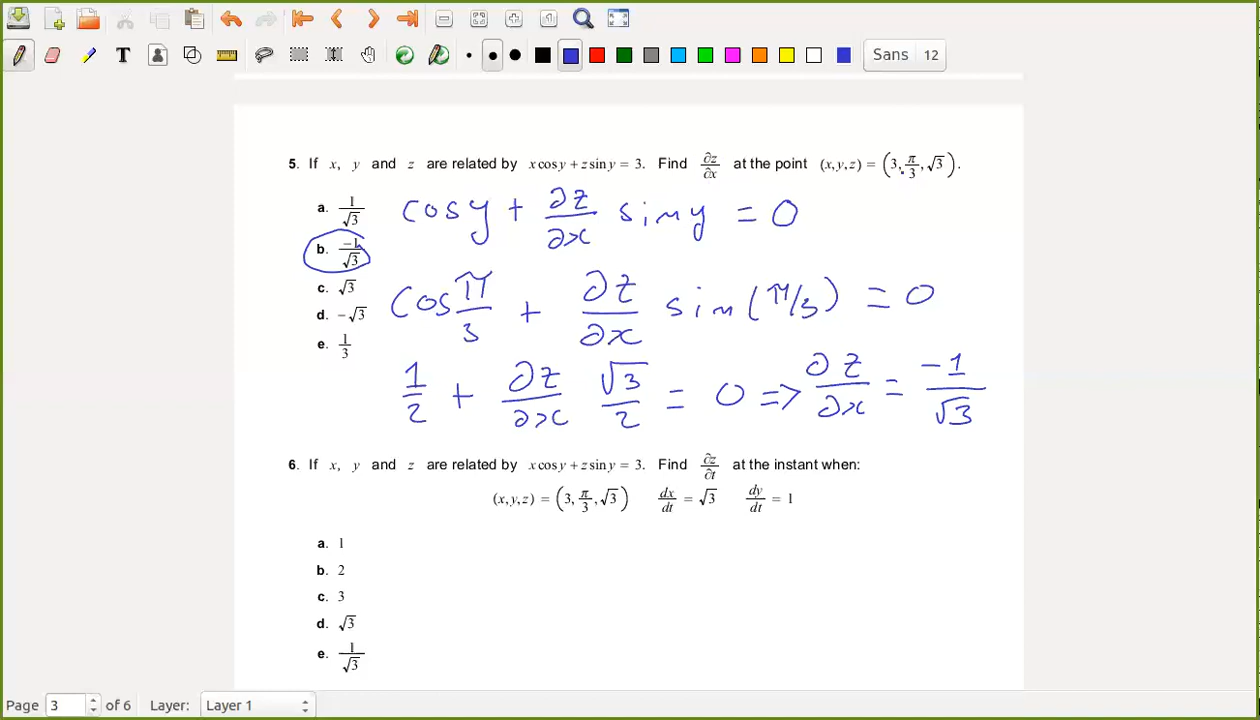 T
Sans 12
5. If x, y and z are related by x cos y + z sin y = 3. Find ∂z/∂x at the point (x,y,z) = (3, π/3, √3).
a. 1/√3
cos y + ∂z/∂x sin y = 0
b. -1/√3
c. √3
cos π/3 + ∂z/∂x sin(π/3) = 0
d. -√3
e. 1/3
1/2 + ∂z/∂x √3/2 = 0 => ∂z/∂x = -1/√3
6. If x, y and z are related by x cos y + z sin y = 3. Find ∂z/∂t at the instant when:
(x,y,z) = (3, π/3, √3) dx/dt = √3 dy/dt = 1
a. 1
b. 2
c. 3
d. √3
e. 1/√3
Page 3 of 6 Layer: Layer 1